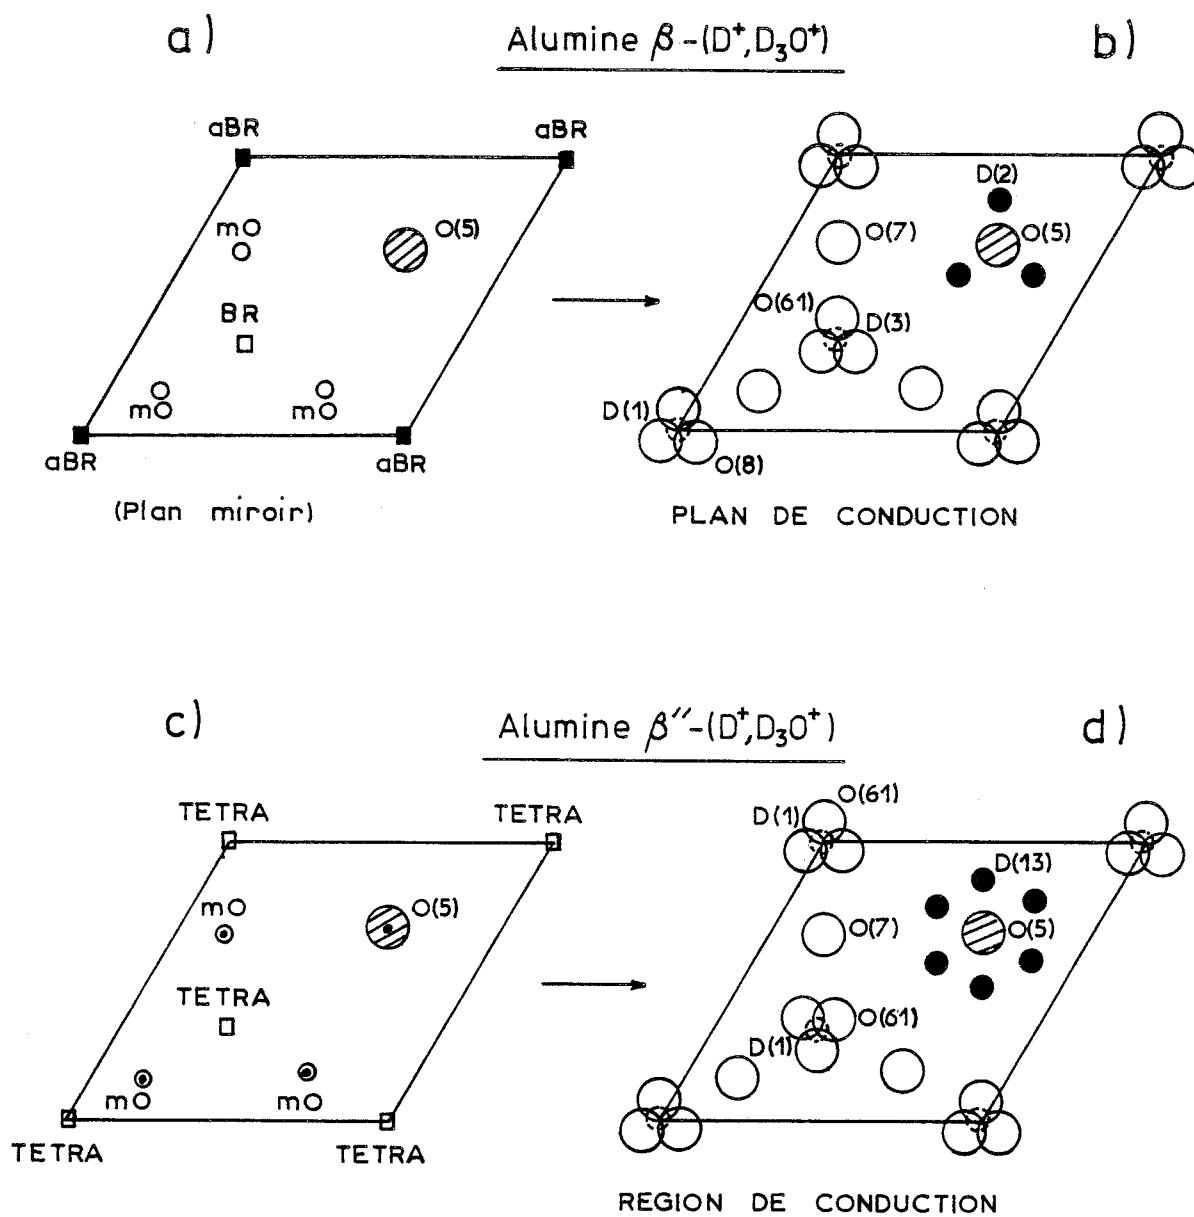 a)
Alumine β-(D⁺,D₃O⁺)
b)
aBR
aBR
mO
O(5)
BR
mO
mO
aBR
aBR
(Plan miroir)
D(2)
O(7)
O(5)
O(61)
D(3)
D(1)
O(8)
PLAN DE CONDUCTION
c)
Alumine β″-(D⁺,D₃O⁺)
d)
TETRA
TETRA
mO
O(5)
TETRA
mO
mO
TETRA
TETRA
O(61)
D(1)
D(13)
O(7)
O(5)
O(61)
D(1)
REGION DE CONDUCTION